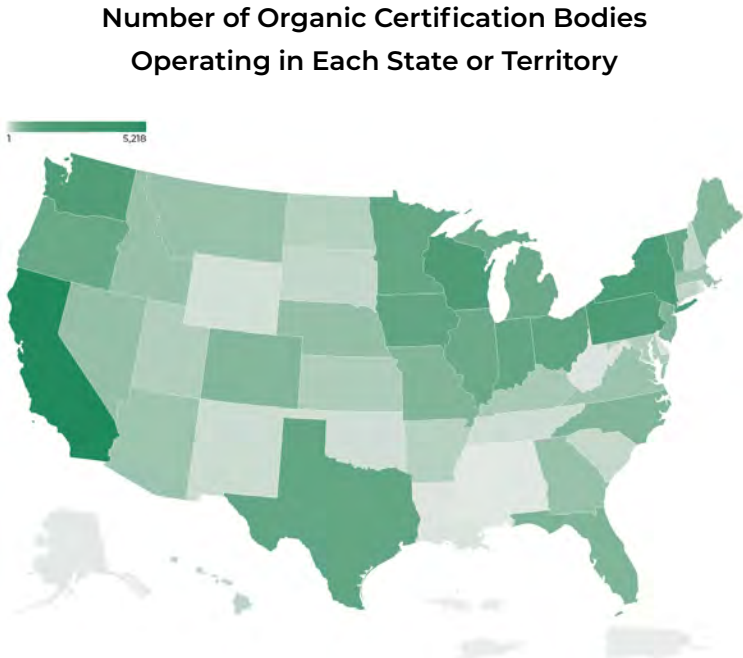 Number of Organic Certification Bodies
Operating in Each State or Territory
1 5,218